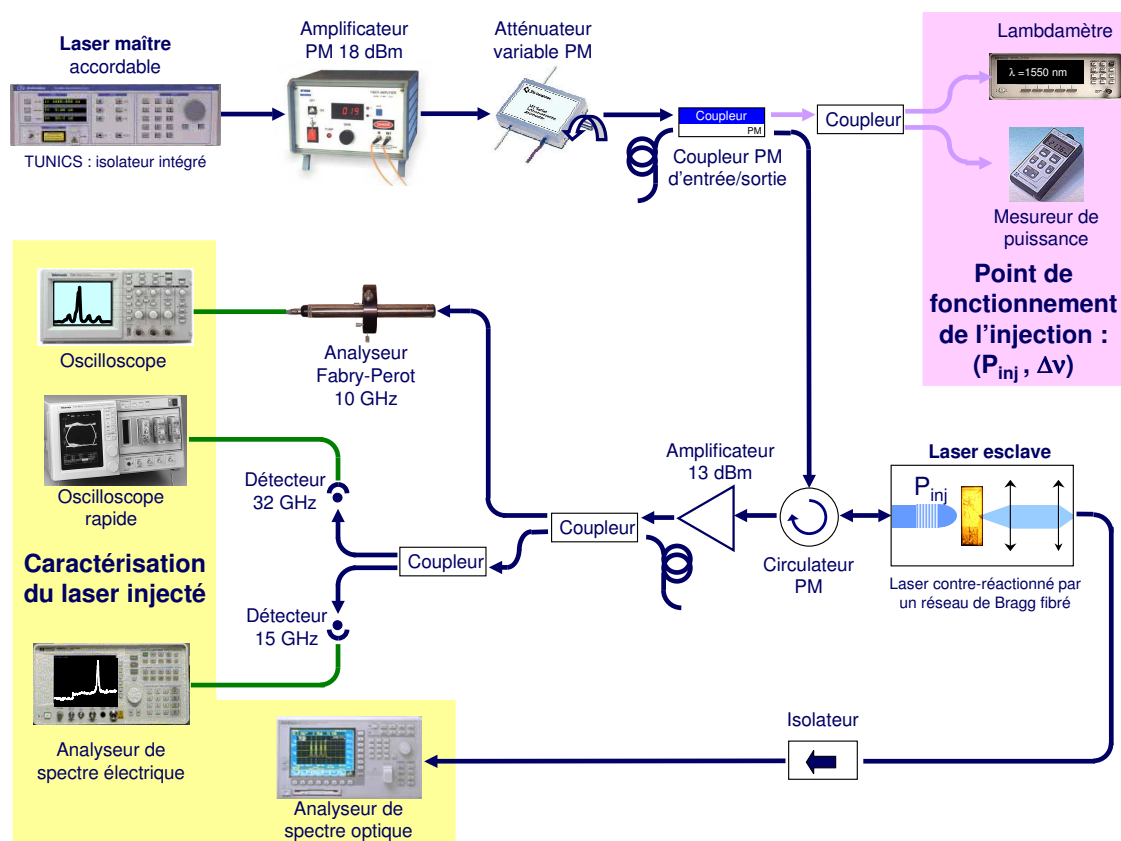 Laser maître
accordable
TUNICS : isolateur intégré
Amplificateur
PM 18 dBm
Atténuateur
variable PM
Coupleur
PM
Coupleur PM
d'entrée/sortie
Coupleur
Lambdamètre
λ =1550 nm
Mesureur de
puissance
Point de
fonctionnement
de l'injection :
(Pinj , Δν)
Oscilloscope
Analyseur
Fabry-Perot
10 GHz
Oscilloscope
rapide
Détecteur
32 GHz
Caractérisation
du laser injecté
Coupleur
Coupleur
Amplificateur
13 dBm
Circulateur
PM
Laser esclave
Pinj
Laser contre-réactionné par
un réseau de Bragg fibré
Détecteur
15 GHz
Analyseur de
spectre électrique
Analyseur de
spectre optique
Isolateur